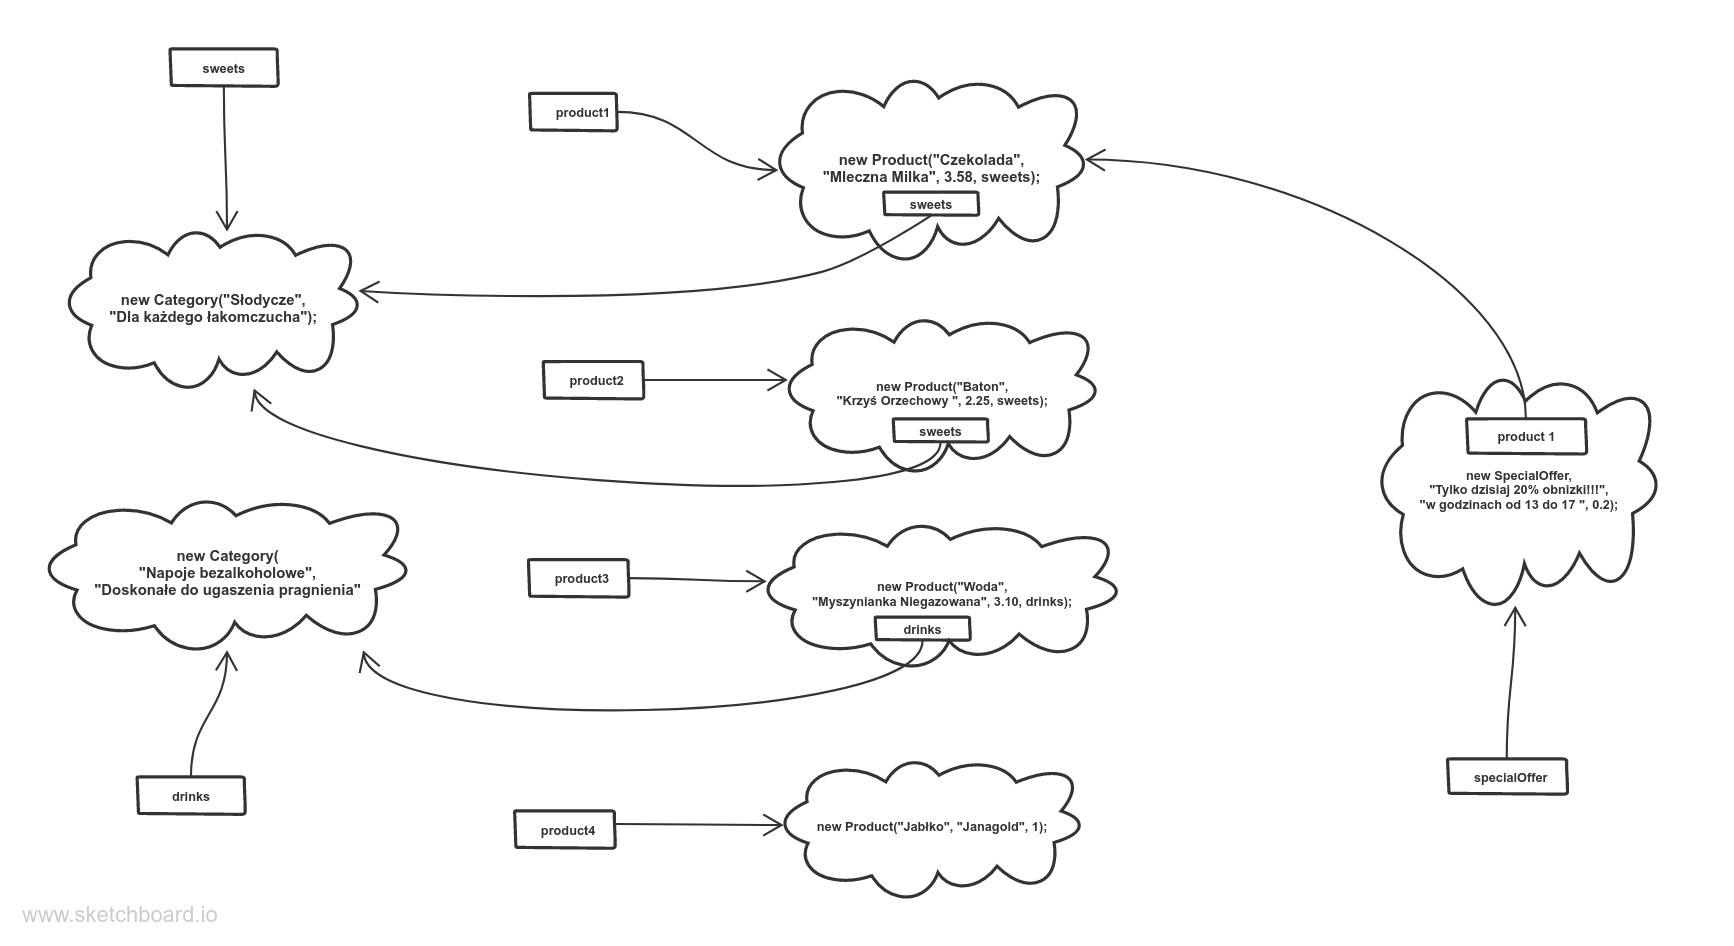 sweets
product1
new Product("Czekolada",
"Mleczna Milka", 3.58, sweets);
sweets
new Category("Słodycze",
"Dla każdego łakomczucha");
product2
new Product("Baton",
"Krzyś Orzechowy ", 2.25, sweets);
sweets
product 1
new SpecialOffer,
"Tylko dzisiaj 20% obnizki!!!",
"w godzinach od 13 do 17 ", 0.2);
new Category(
"Napoje bezalkoholowe",
"Doskonałe do ugaszenia pragnienia"
product3
new Product("Woda",
"Myszynianka Niegazowana", 3.10, drinks);
drinks
drinks
specialOffer
product4
new Product("Jabłko", "Janagold", 1);
www.sketchboard.io